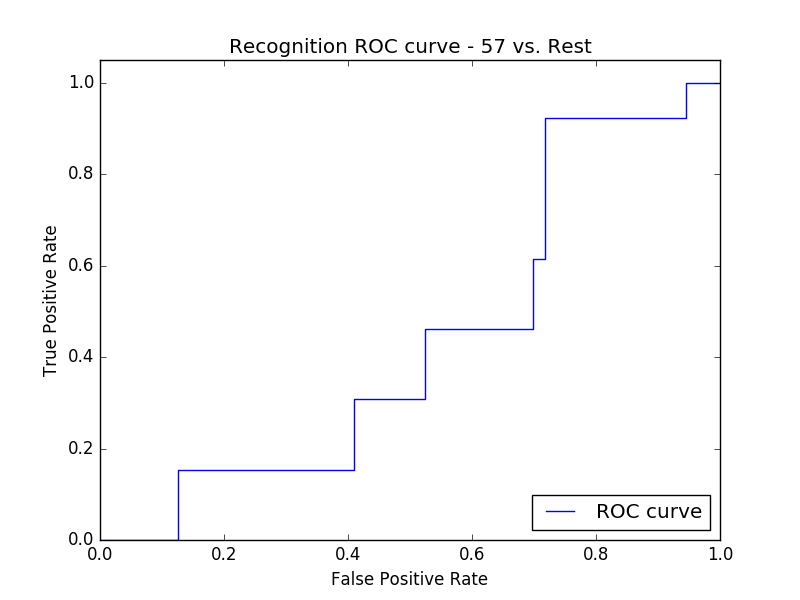 Recognition ROC curve - 57 vs. Rest
1.0
0.8
0.6
0.4
0.2
0.0
True Positive Rate
ROC curve
0.0 0.2 0.4 0.6 0.8 1.0
False Positive Rate